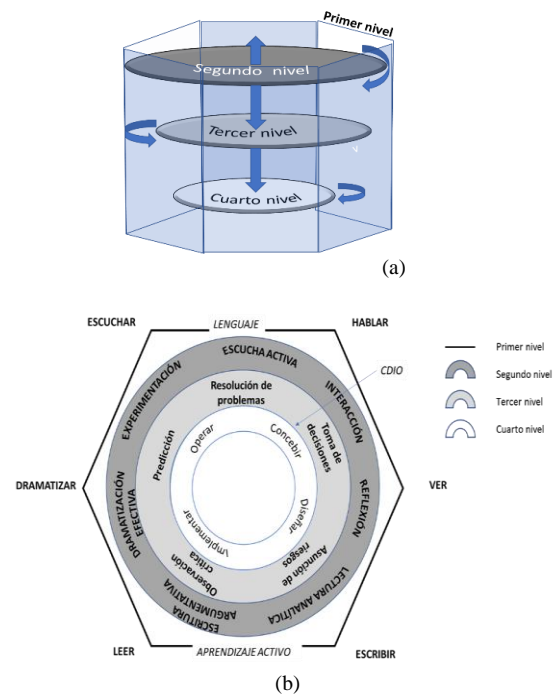 Primer nivel
Segundo nivel
Tercer nivel
v
Cuarto nivel
(a)
ESCUCHAR
LENGUAJE
HABLAR
Primer nivel
Segundo nivel
Tercer nivel
Cuarto nivel
CDIO
ESCUCHA ACTIVA
EXPERIMENTACIÓN
INTERACCIÓN
Resolución de
problemas
Toma de
decisiones
Predicción
Operar
Concebir
DRAMATIZAR
VER
DRAMATIZACIÓN
EFECTIVA
REFLEXIÓN
Implementar
Diseñar
Observación
crítica
Asunción de
riesgos
ESCRITURA
ARGUMENTATIVA
LECTURA ANALÍTICA
LEER
APRENDIZAJE ACTIVO
ESCRIBIR
(b)